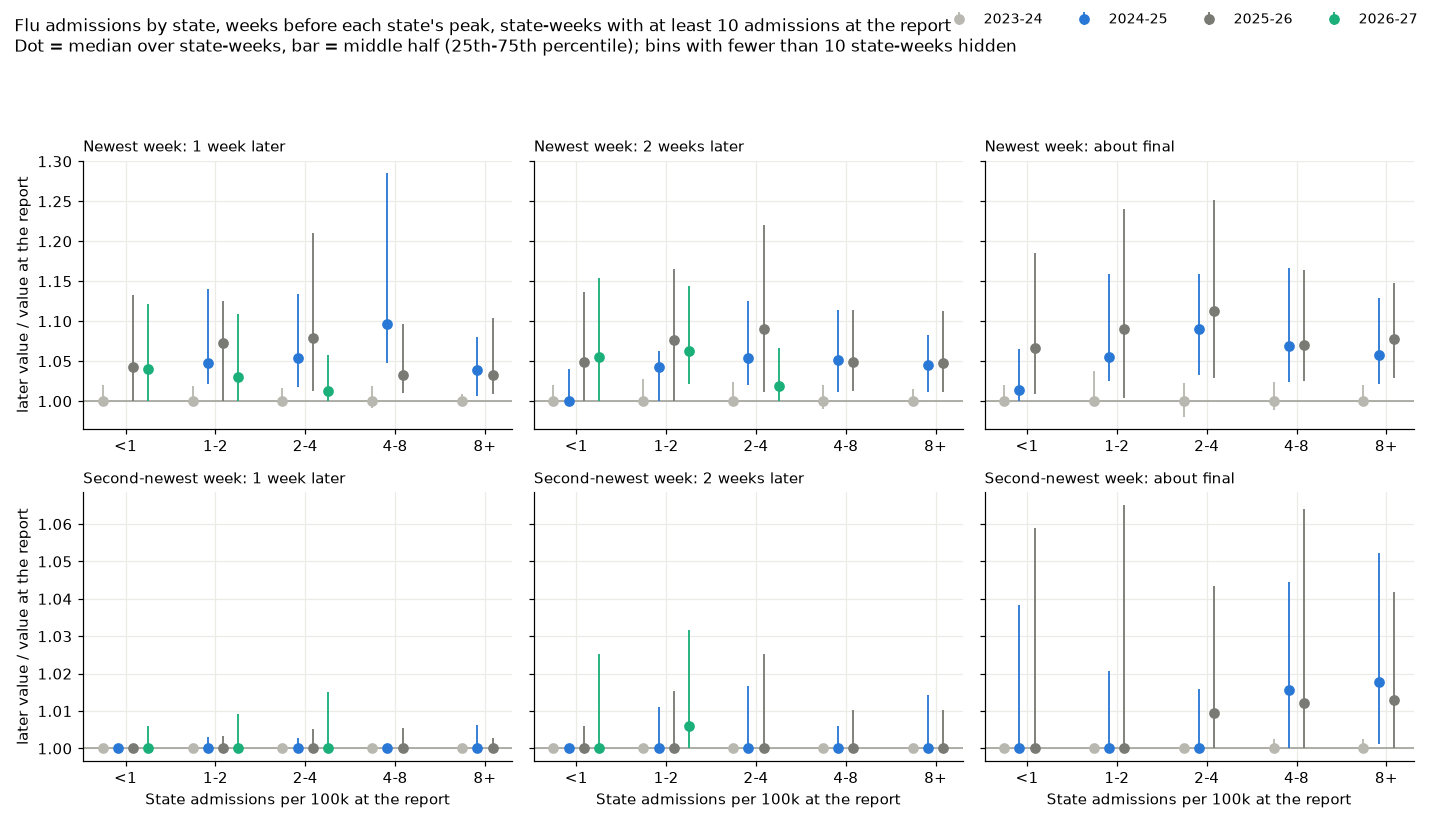 Flu admissions by state, weeks before each state's peak, state-weeks with at least 10 admissions at the report
Dot = median over state-weeks, bar = middle half (25th-75th percentile); bins with fewer than 10 state-weeks hidden
2023-24 2024-25 2025-26 2026-27
Newest week: 1 week later
Newest week: 2 weeks later
Newest week: about final
later value / value at the report
1.30
1.25
1.20
1.15
1.10
1.05
1.00
<1 1-2 2-4 4-8 8+
<1 1-2 2-4 4-8 8+
<1 1-2 2-4 4-8 8+
Second-newest week: 1 week later
Second-newest week: 2 weeks later
Second-newest week: about final
later value / value at the report
1.06
1.05
1.04
1.03
1.02
1.01
1.00
<1 1-2 2-4 4-8 8+
<1 1-2 2-4 4-8 8+
<1 1-2 2-4 4-8 8+
State admissions per 100k at the report
State admissions per 100k at the report
State admissions per 100k at the report